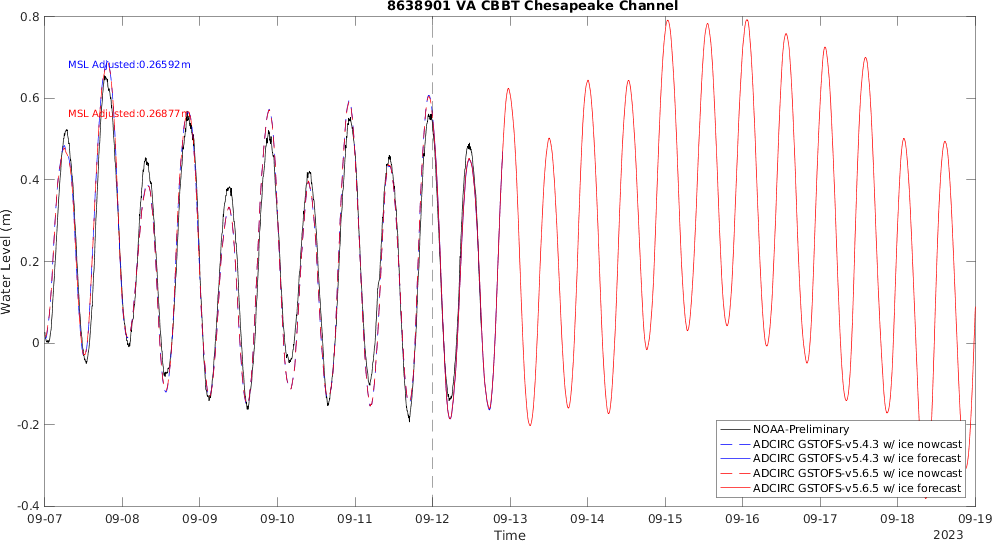 8638901 VA CBBT Chesapeake Channel
0.8
MSL Adjusted:0.26592m
0.6
MSL Adjusted:0.26877m
0.4
Water Level (m)
0.2
0
-0.2
NOAA-Preliminary
ADCIRC GSTOFS-v5.4.3 w/ ice nowcast
ADCIRC GSTOFS-v5.4.3 w/ ice forecast
ADCIRC GSTOFS-v5.6.5 w/ ice nowcast
ADCIRC GSTOFS-v5.6.5 w/ ice forecast
-0.4
09-07 09-08 09-09 09-10 09-11 09-12 09-13 09-14 09-15 09-16 09-17 09-18 09-19
Time
2023